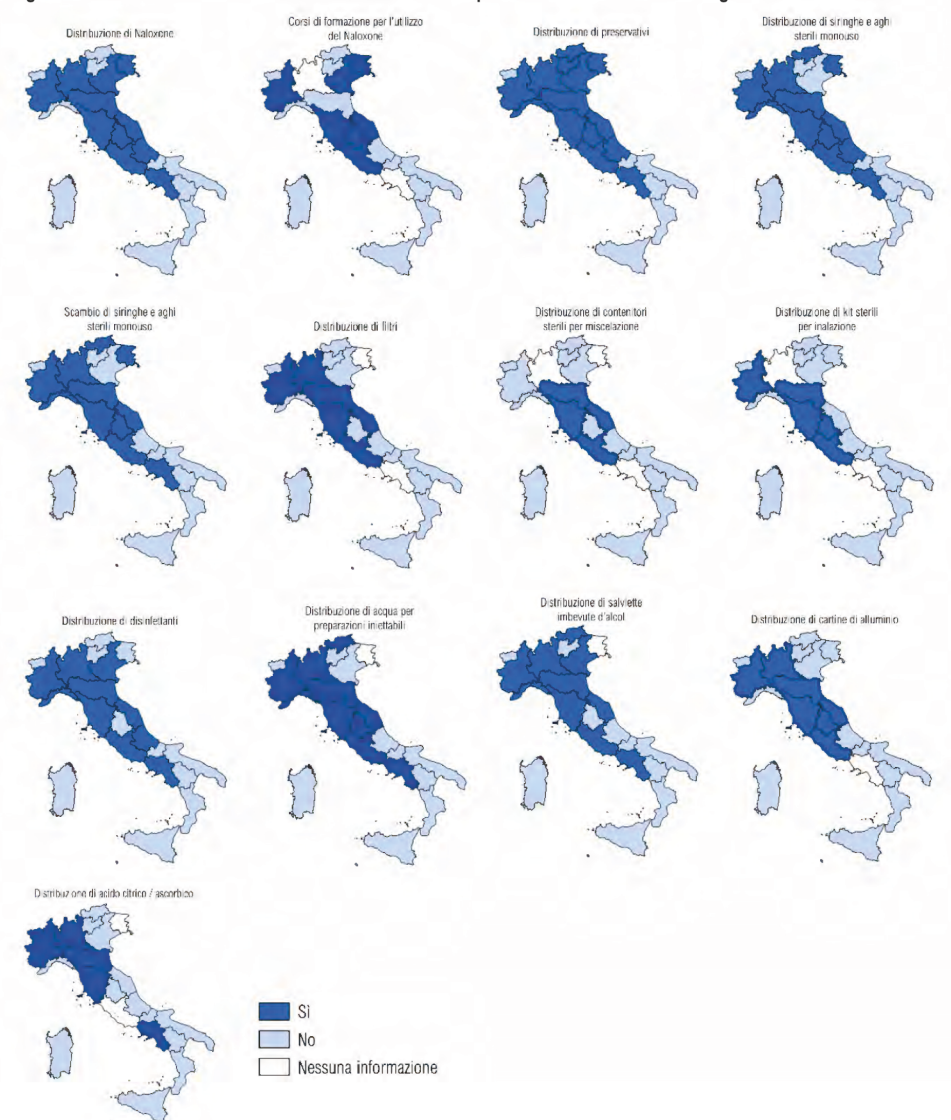 Distribuzione di Naloxone
Corsi di formazione per l'utilizzo
del Naloxone
Distribuzione di preservativi
Distribuzione di siringhe e aghi
sterili monouso
Scambio di siringhe e aghi
sterili monouso
Distribuzione di filtri
Distribuzione di contenitori
sterili per miscelazione
Distribuzione di kit sterili
per inalazione
Distribuzione di disinfettanti
Distribuzione di acqua per
preparazioni iniettabili
Distribuzione di salviette
imbevute d'alcol
Distribuzione di cartine di alluminio
Distribuzione di acido citrico / ascorbico
Sì
No
Nessuna informazione